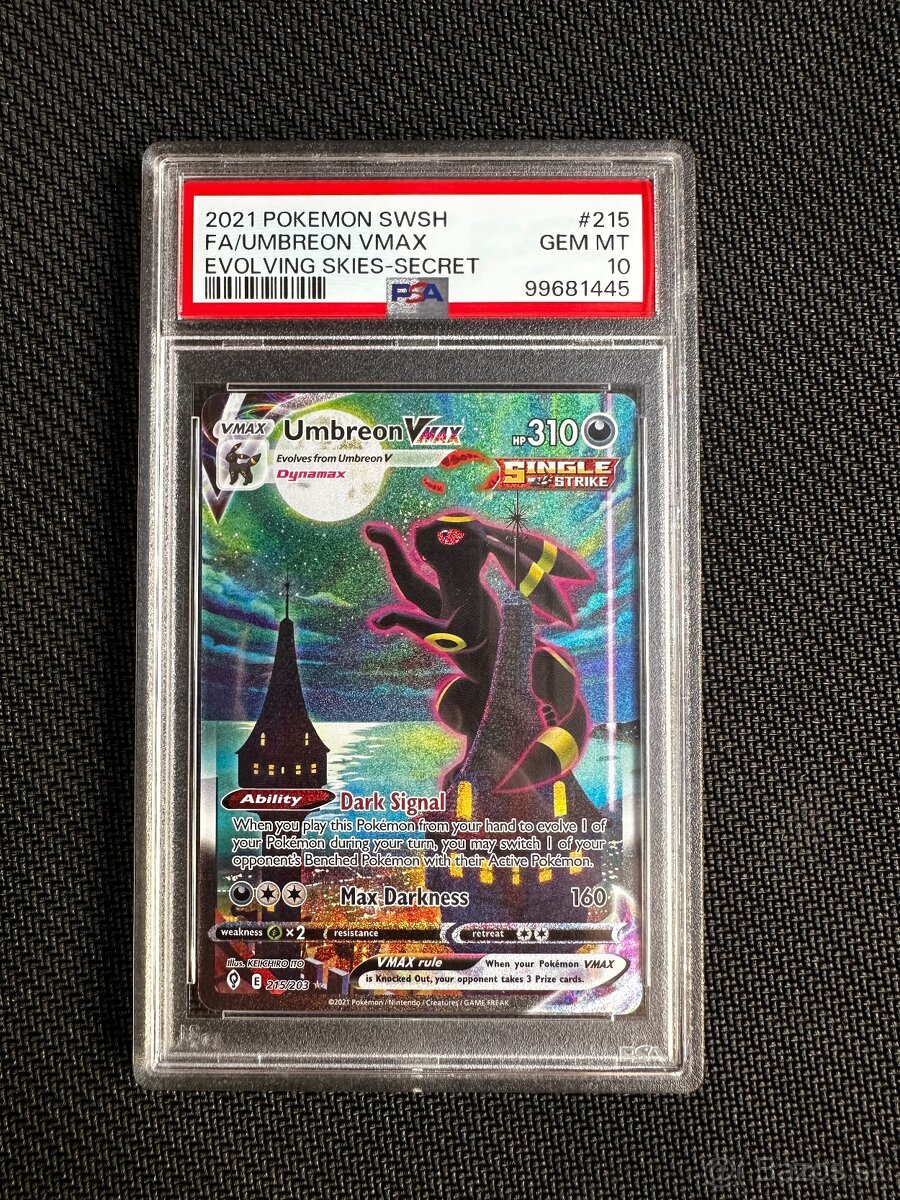 2021 POKEMON SWSH #215
FA/UMBREON VMAX GEM MT
EVOLVING SKIES-SECRET 10
PSA 99681445
VMAX Umbreon VMAX HP 310
Evolves from Umbreon V
Dynamax
SINGLE
STRIKE
Ability Dark Signal
When you play this Pokémon from your hand to evolve 1 of
your Pokémon during your turn, you may switch 1 of your
opponent's Benched Pokémon with their Active Pokémon.
Max Darkness 160
weakness ×2 resistance retreat
Illus. KEIICHIRO ITO
VMAX rule When your Pokémon VMAX
is Knocked Out, your opponent takes 3 Prize cards.
E 215/203
©2021 Pokémon / Nintendo / Creatures / GAME FREAK
PSA
Bazos.sk